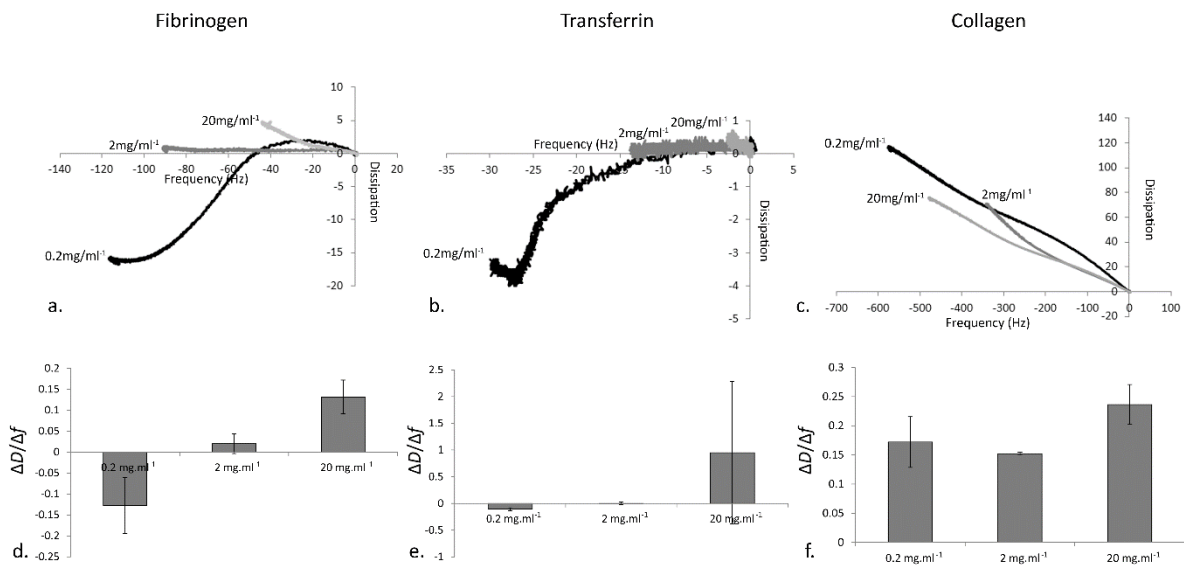 Fibrinogen
Transferrin
Collagen
10
5
0
-5
-10
-15
-20
-140 -120 -100 -80 -60 -40 -20 0 20
20mg/ml⁻¹
2mg/ml⁻¹
0.2mg/ml⁻¹
Frequency (Hz)
Dissipation
a.
1
0
-1
-2
-3
-4
-5
-35 -30 -25 -20 -15 -10 -5 0 5
Frequency (Hz)
2mg/ml⁻¹
20mg/ml⁻¹
0.2mg/ml⁻¹
Dissipation
b.
140
120
100
80
60
40
20
0
-20
-700 -600 -500 -400 -300 -200 -100 0 100
0.2mg/ml⁻¹
20mg/ml⁻¹
2mg/ml⁻¹
Frequency (Hz)
Dissipation
c.
0.2
0.15
0.1
0.05
0
-0.05
-0.1
-0.15
-0.2
-0.25
ΔD/Δf
0.2 mg.ml⁻¹
2 mg.ml⁻¹
20 mg.ml⁻¹
d.
2.5
2
1.5
1
0.5
0
-0.5
-1
ΔD/Δf
0.2 mg.ml⁻¹
2 mg.ml⁻¹
20 mg.ml⁻¹
e.
0.3
0.25
0.2
0.15
0.1
0.05
0
ΔD/Δf
0.2 mg.ml⁻¹
2 mg.ml⁻¹
20 mg.ml⁻¹
f.